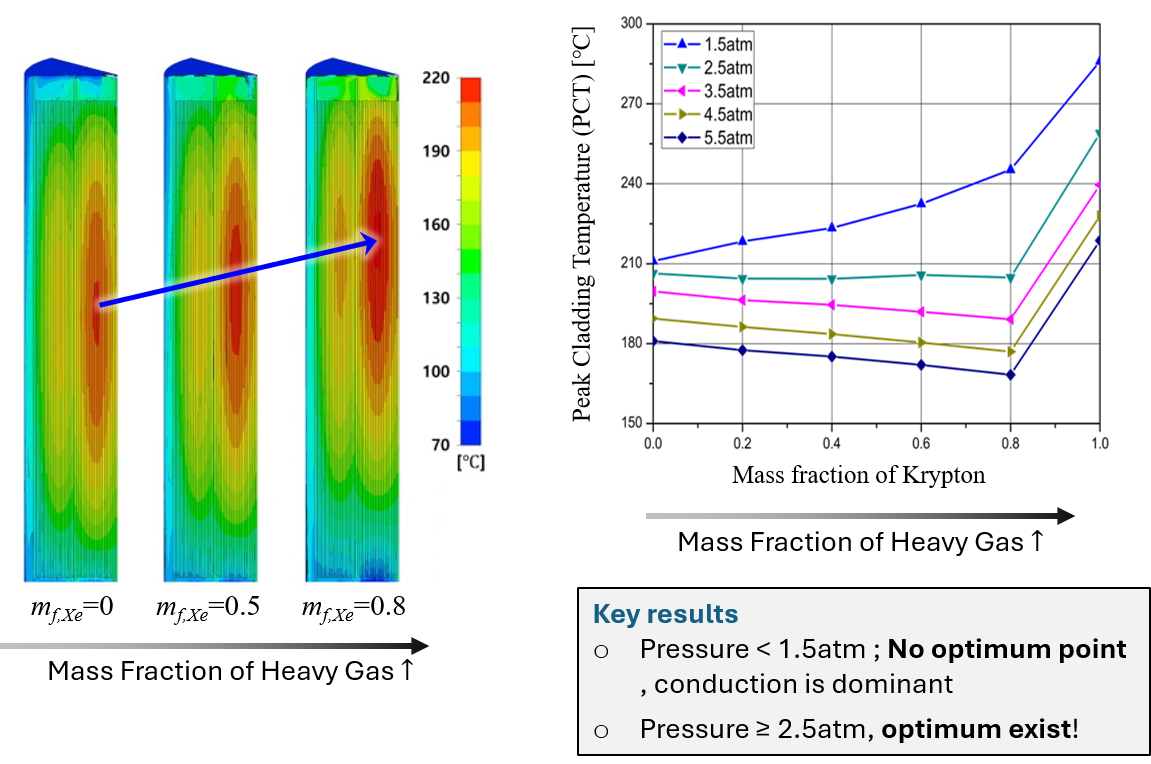 220
190
160
130
100
70
[°C]
m_f,Xe=0
m_f,Xe=0.5
m_f,Xe=0.8
Mass Fraction of Heavy Gas ↑
Peak Cladding Temperature (PCT) [°C]
300
270
240
210
180
150
1.5atm
2.5atm
3.5atm
4.5atm
5.5atm
0.0 0.2 0.4 0.6 0.8 1.0
Mass fraction of Krypton
Mass Fraction of Heavy Gas ↑
Key results
o Pressure < 1.5atm ; No optimum point
, conduction is dominant
o Pressure ≥ 2.5atm, optimum exist!